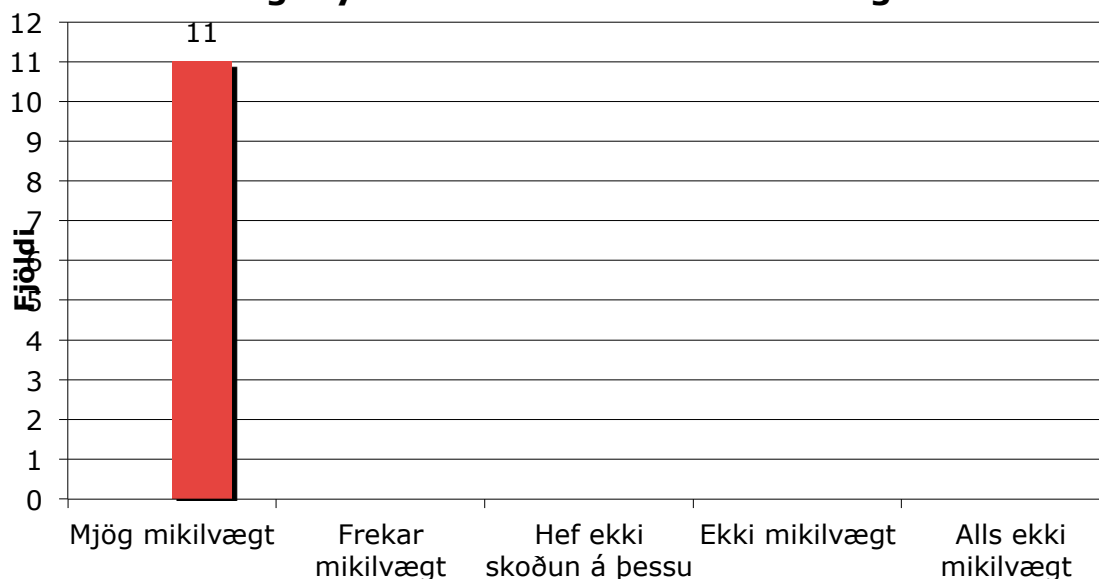 12
11
11
10
9
8
7
6
5
4
3
2
1
0
Fjöldi
Mjög mikilvægt
Frekar
mikilvægt
Hef ekki
skoðun á þessu
Ekki mikilvægt
Alls ekki
mikilvægt